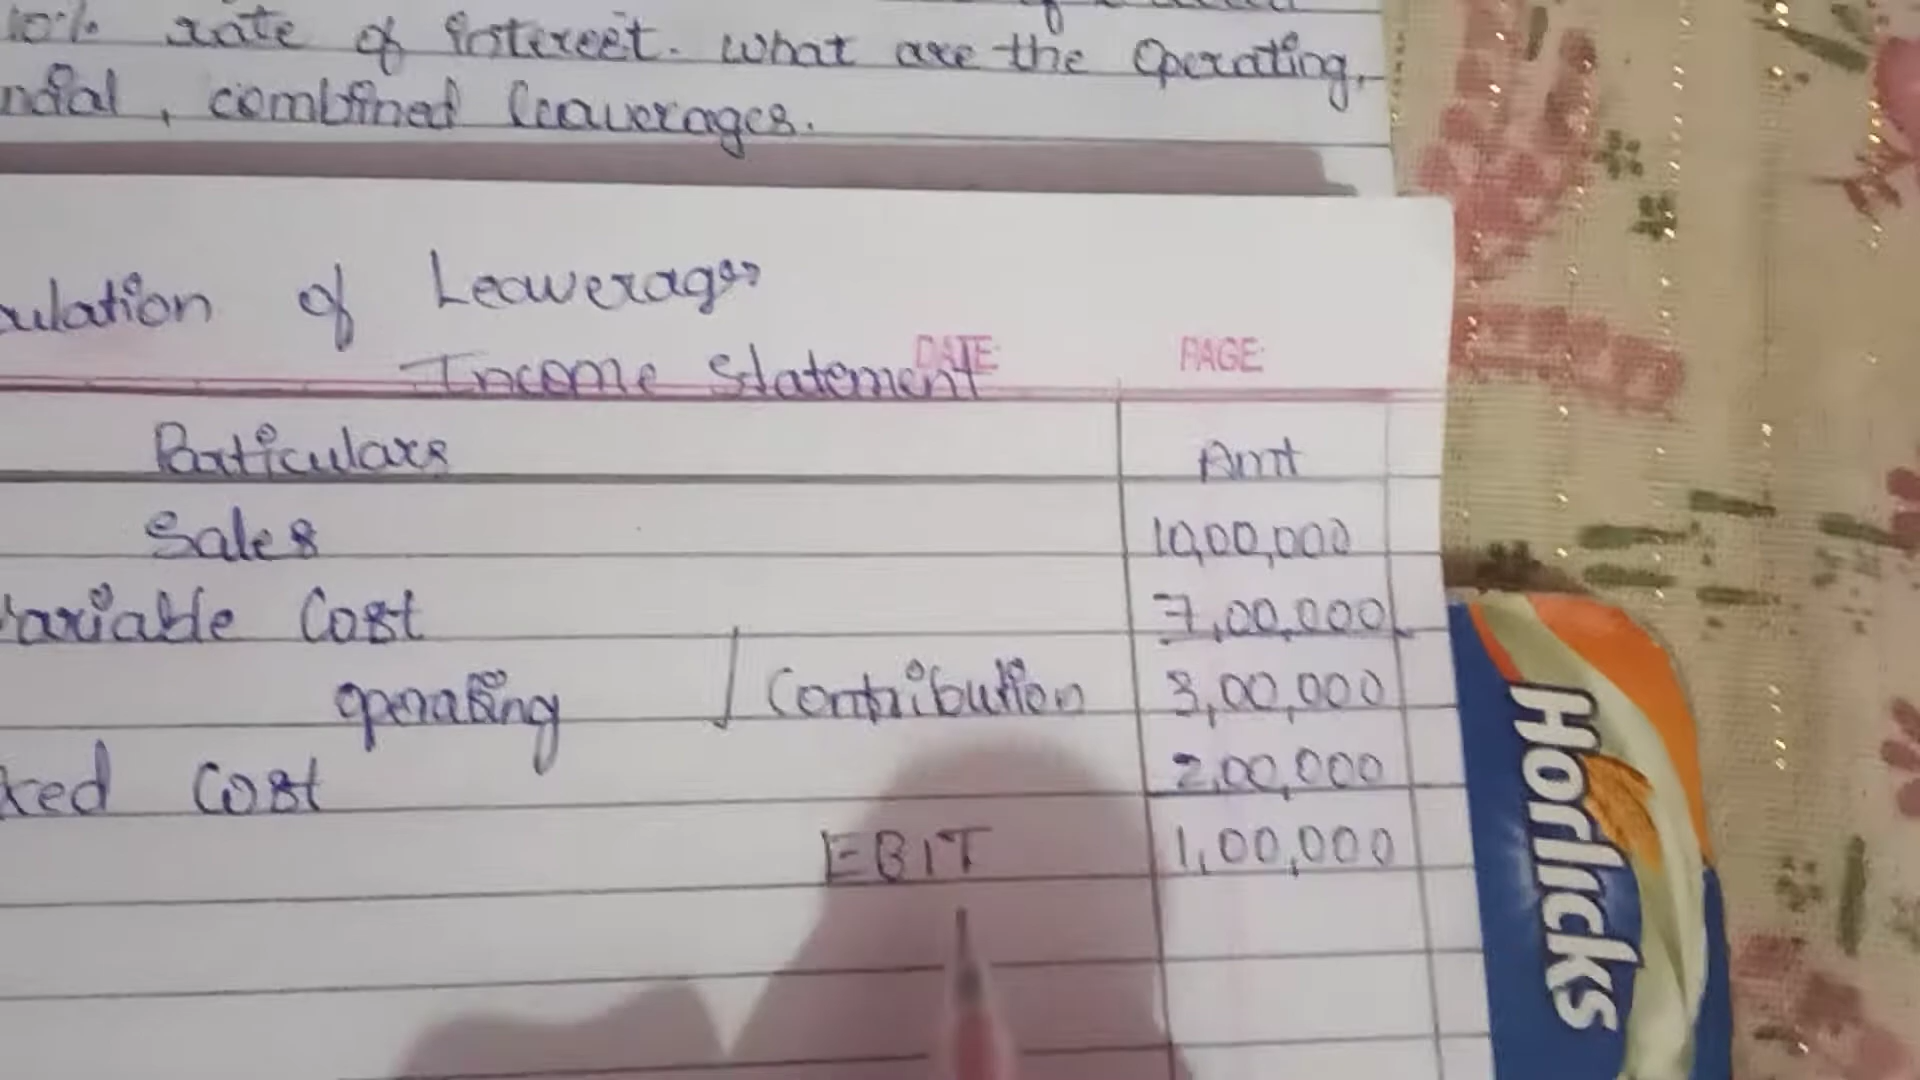 10% rate of interest. What are the Operating,
ncial, combined leaverages.
culation of Leaverages
DATE: PAGE:
Income Statement
Particulars Amt
Sales 10,00,000
Variable Cost 7,00,000
operating Contribution 3,00,000
xed Cost 2,00,000
EBIT 1,00,000
Horlicks